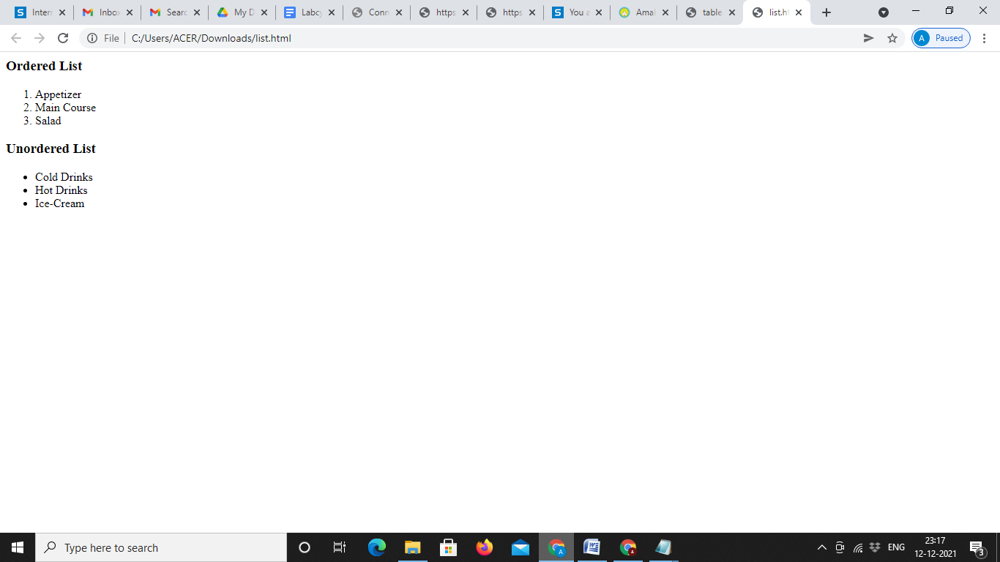 Intern
Inbox
Searc
My D
Labcy
Conn
https
https
You a
Amal
table
list.ht
File
C:/Users/ACER/Downloads/list.html
A
Paused
Ordered List
1. Appetizer
2. Main Course
3. Salad
Unordered List
• Cold Drinks
• Hot Drinks
• Ice-Cream
Type here to search
ENG
23:17
12-12-2021
3